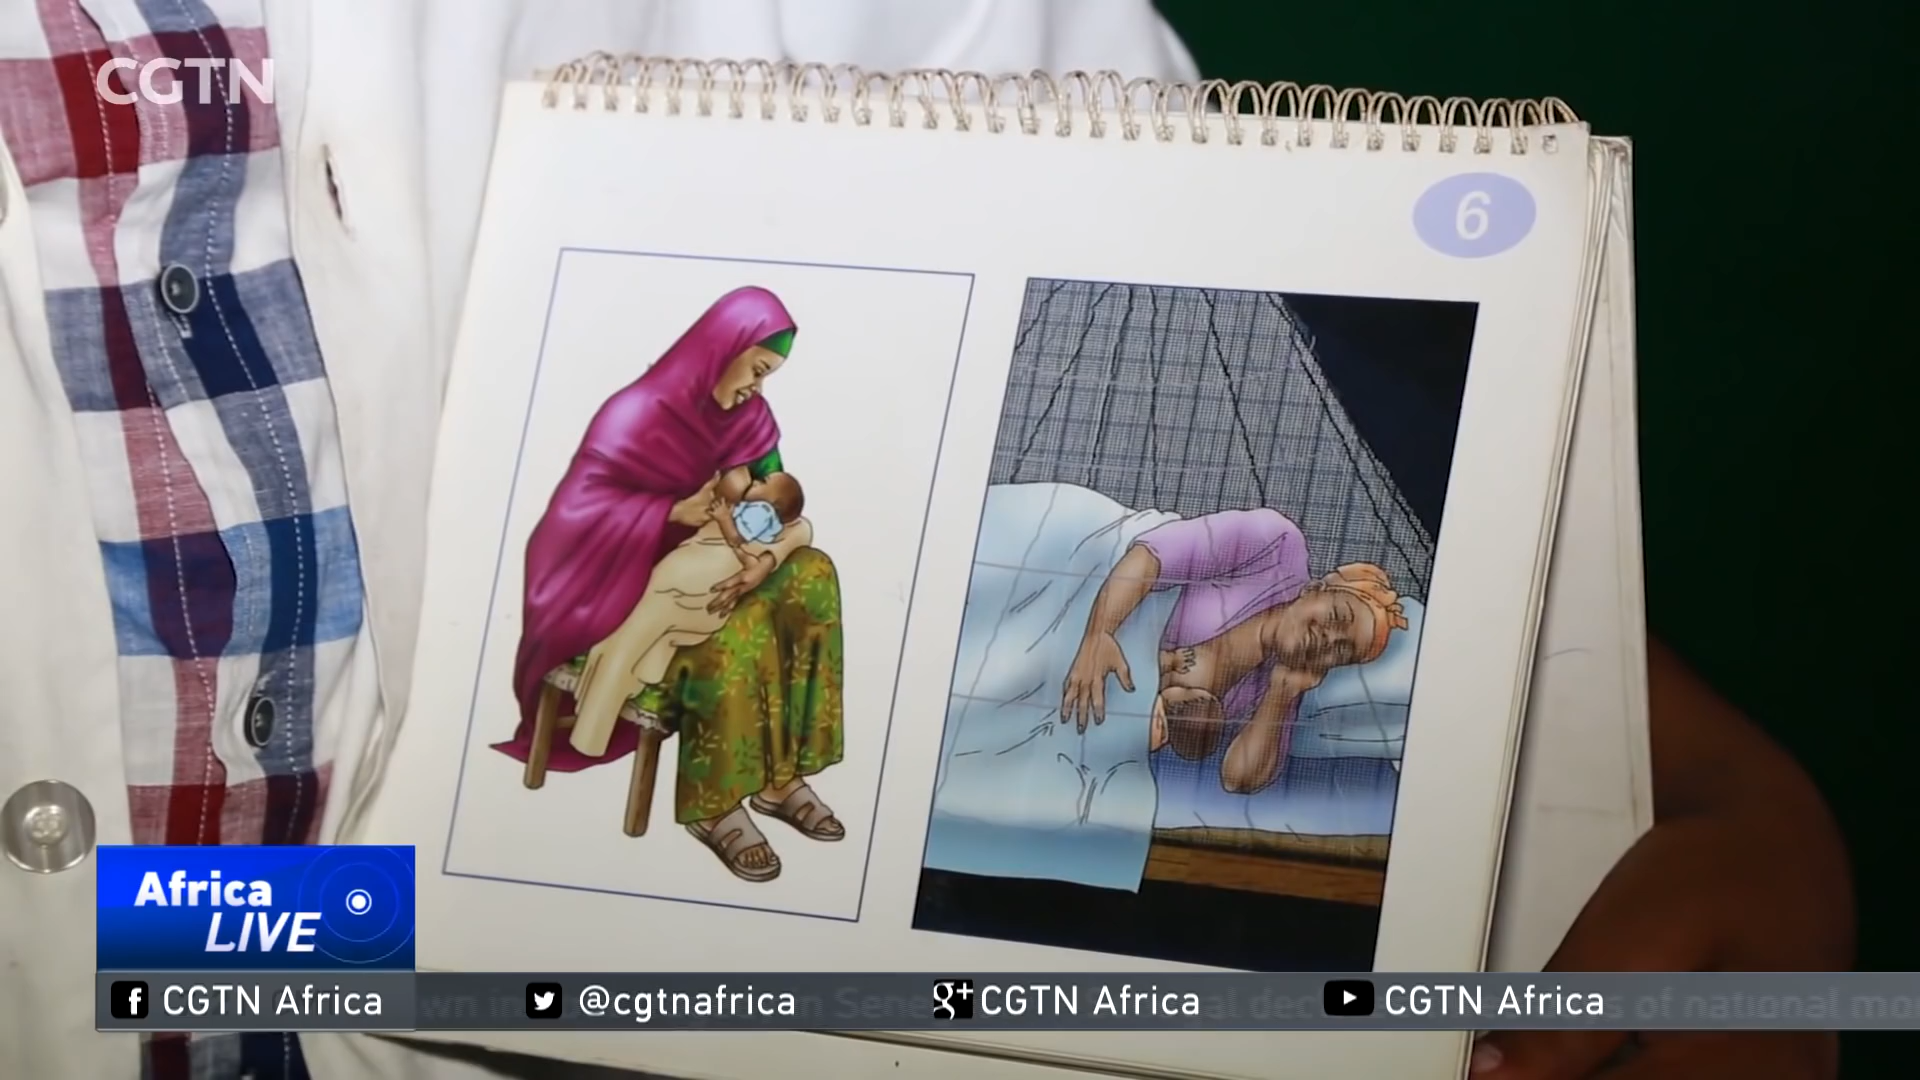 CGTN
6
Africa
LIVE
CGTN Africa
@cgtnafrica
g+ CGTN Africa
CGTN Africa